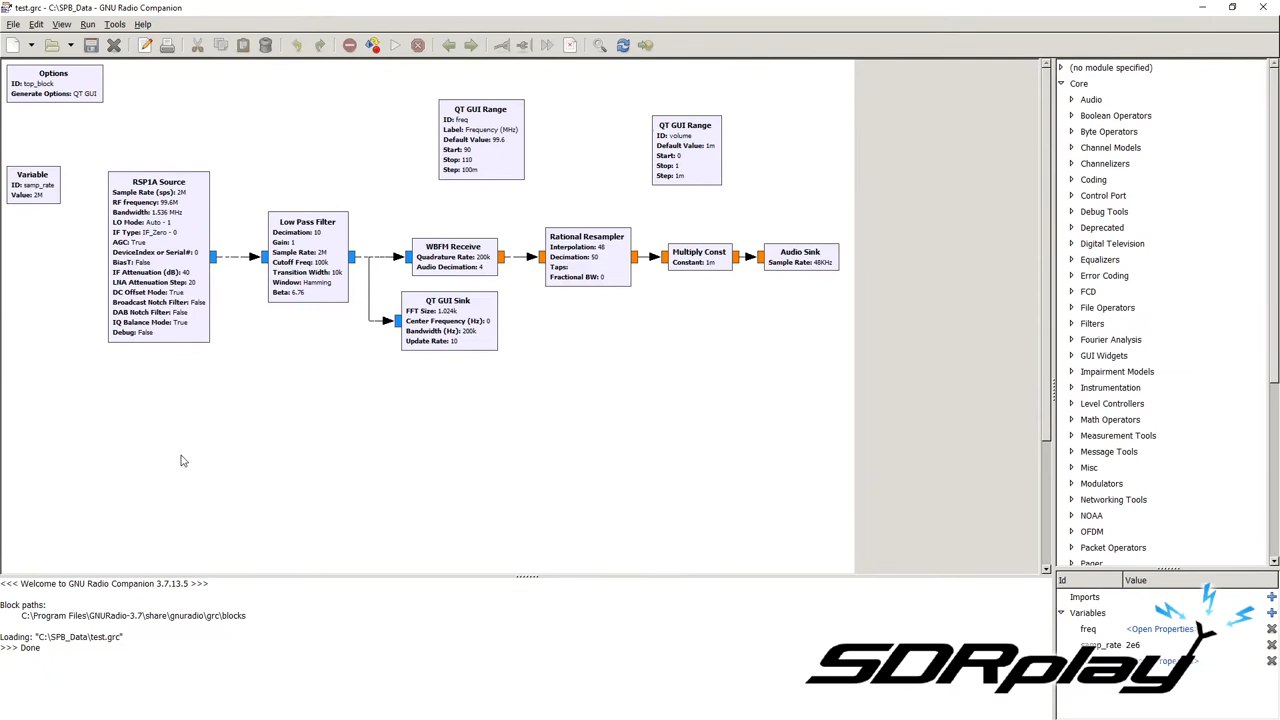 test.grc - C:\SPB_Data - GNU Radio Companion
File Edit View Run Tools Help
Options
ID: top_block
Generate Options: QT GUI
Variable
ID: samp_rate
Value: 2M
RSP1A Source
Sample Rate (sps): 2M
RF frequency: 99.6M
Bandwidth: 1.536 MHz
LO Mode: Auto - 1
IF Type: IF_Zero - 0
AGC: True
DeviceIndex or Serial#: 0
BiasT: False
IF Attenuation (dB): 40
LNA Attenuation Step: 20
DC Offset Mode: True
Broadcast Notch Filter: False
DAB Notch Filter: False
IQ Balance Mode: True
Debug: False
Low Pass Filter
Decimation: 10
Gain: 1
Sample Rate: 2M
Cutoff Freq: 100k
Transition Width: 10k
Window: Hamming
Beta: 6.76
QT GUI Range
ID: freq
Label: Frequency (MHz)
Default Value: 99.6
Start: 90
Stop: 110
Step: 100m
WBFM Receive
Quadrature Rate: 200k
Audio Decimation: 4
QT GUI Sink
FFT Size: 1.024k
Center Frequency (Hz): 0
Bandwidth (Hz): 200k
Update Rate: 10
Rational Resampler
Interpolation: 48
Decimation: 50
Taps:
Fractional BW: 0
QT GUI Range
ID: volume
Default Value: 1m
Start: 0
Stop: 1
Step: 1m
Multiply Const
Constant: 1m
Audio Sink
Sample Rate: 48KHz
(no module specified)
Core
Audio
Boolean Operators
Byte Operators
Channel Models
Channelizers
Coding
Control Port
Debug Tools
Deprecated
Digital Television
Equalizers
Error Coding
FCD
File Operators
Filters
Fourier Analysis
GUI Widgets
Impairment Models
Instrumentation
Level Controllers
Math Operators
Measurement Tools
Message Tools
Misc
Modulators
Networking Tools
NOAA
OFDM
Packet Operators
Pager
<<< Welcome to GNU Radio Companion 3.7.13.5 >>>
Block paths:
C:\Program Files\GNURadio-3.7\share\gnuradio\grc\blocks
Loading: "C:\SPB_Data\test.grc"
>>> Done
Id Value
Imports
Variables
freq <Open Properties
samp_rate 2e6
SDRplay